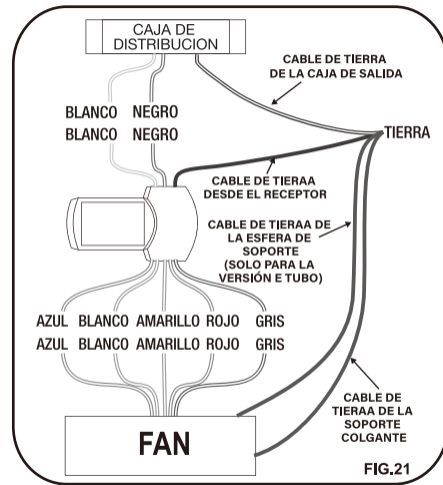 CAJA DE
DISTRIBUCION
CABLE DE TIERRA
DE LA CAJA DE SALIDA
BLANCO NEGRO
BLANCO NEGRO
TIERRA
CABLE DE TIERAA
DESDE EL RECEPTOR
CABLE DE TIERAA DE
LA ESFERA DE
SOPORTE
(SOLO PARA LA
VERSIÓN E TUBO)
AZUL BLANCO AMARILLO ROJO GRIS
AZUL BLANCO AMARILLO ROJO GRIS
CABLE DE
TIERAA DE LA
SOPORTE
COLGANTE
FAN
FIG.21